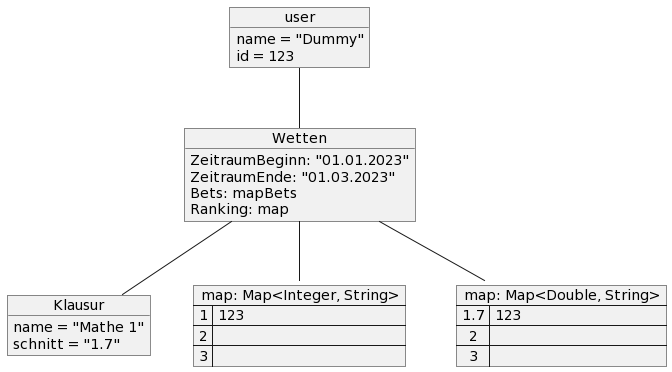 user
name = "Dummy"
id = 123
Wetten
ZeitraumBeginn: "01.01.2023"
ZeitraumEnde: "01.03.2023"
Bets: mapBets
Ranking: map
Klausur
name = "Mathe 1"
schnitt = "1.7"
map: Map<Integer, String>
1 123
2
3
map: Map<Double, String>
1.7 123
2
3